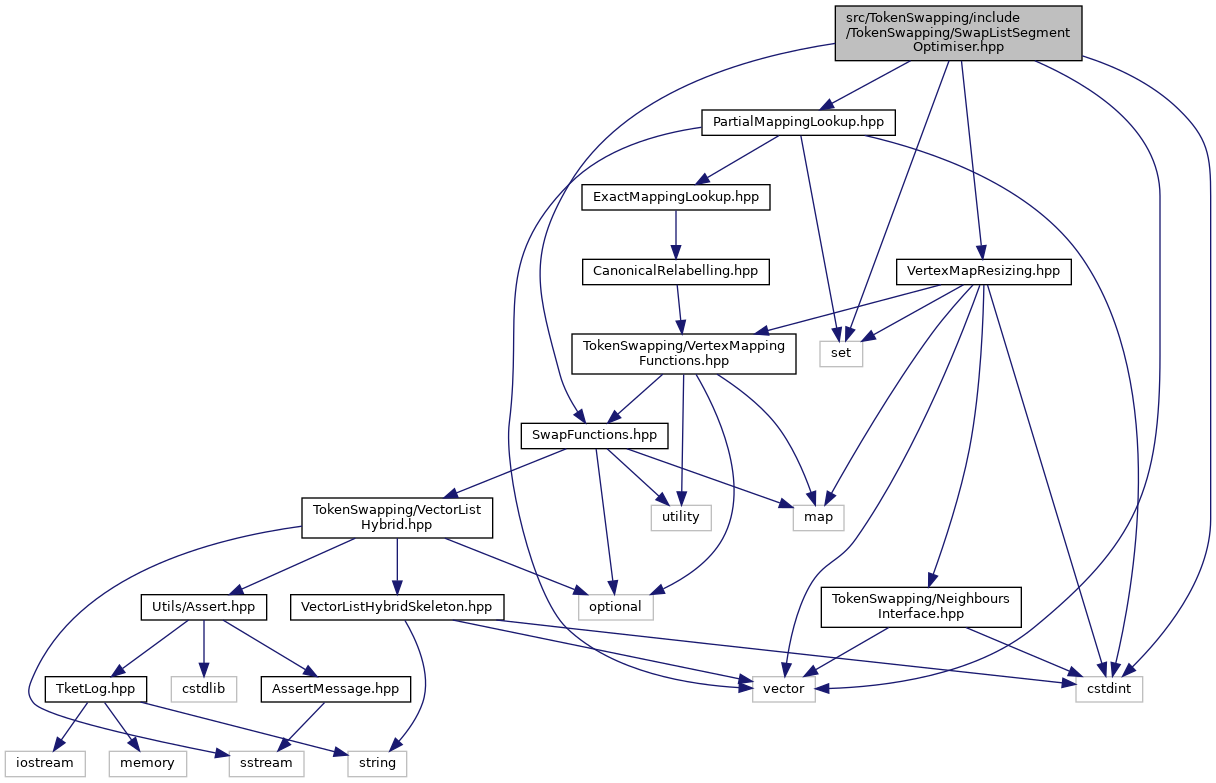 src/TokenSwapping/include
/TokenSwapping/SwapListSegment
Optimiser.hpp
PartialMappingLookup.hpp
ExactMappingLookup.hpp
CanonicalRelabelling.hpp
VertexMapResizing.hpp
TokenSwapping/VertexMapping
Functions.hpp
set
SwapFunctions.hpp
TokenSwapping/VectorList
Hybrid.hpp
utility
map
Utils/Assert.hpp
VectorListHybridSkeleton.hpp
optional
TokenSwapping/Neighbours
Interface.hpp
TketLog.hpp
cstdlib
AssertMessage.hpp
vector
cstdint
iostream
memory
sstream
string